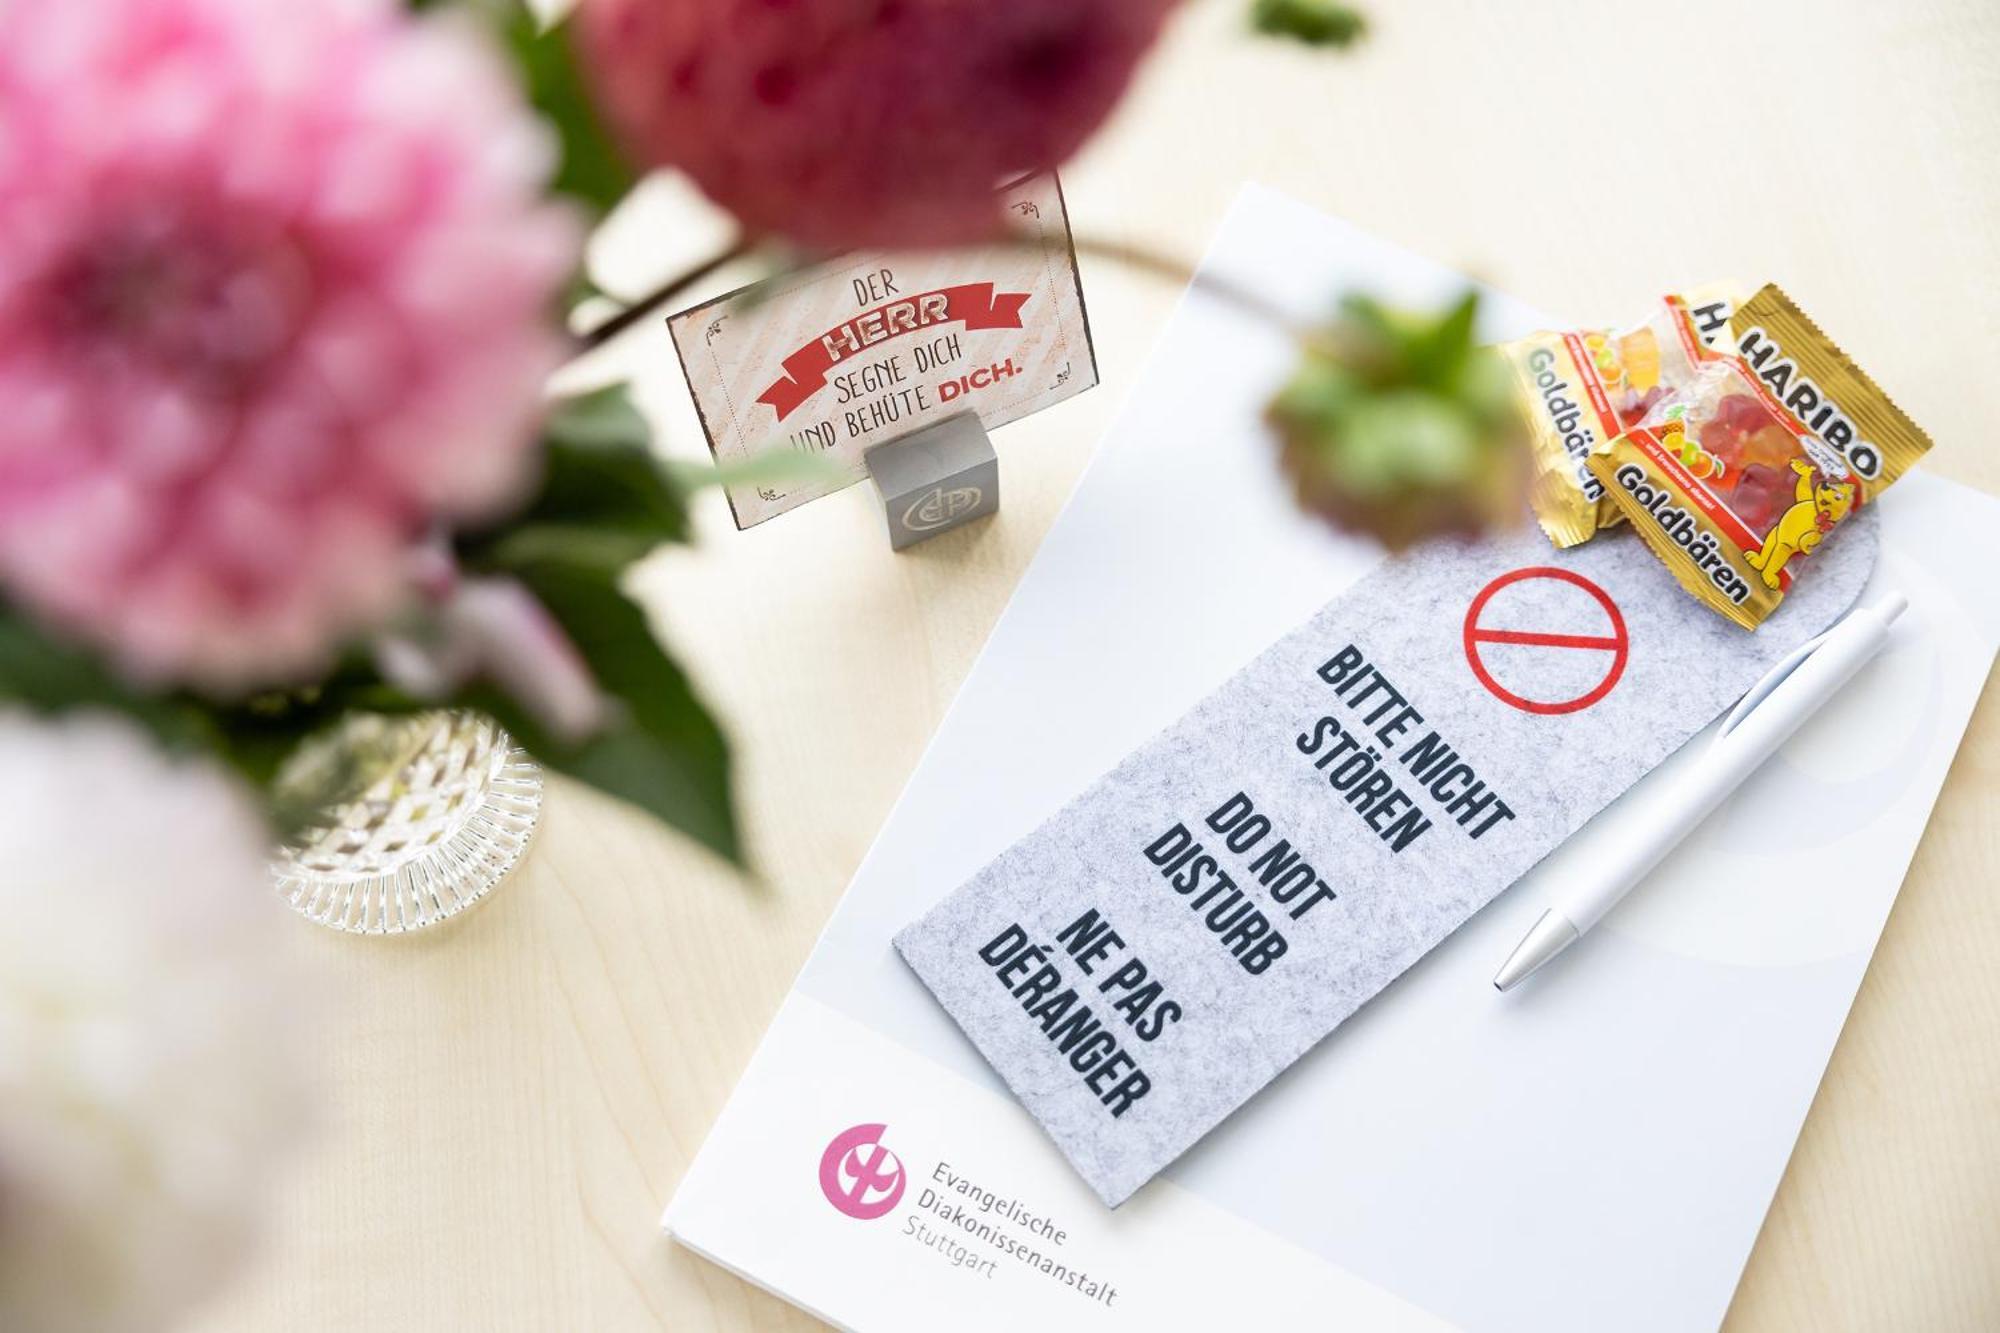 DER
HERR
SEGNE DICH
UND BEHÜTE DICH.
HARIBO
Goldbären
Goldbären
BITTE NICHT
STÖREN
DO NOT
DISTURB
NE PAS
DÉRANGER
Evangelische
Diakonissenanstalt
Stuttgart